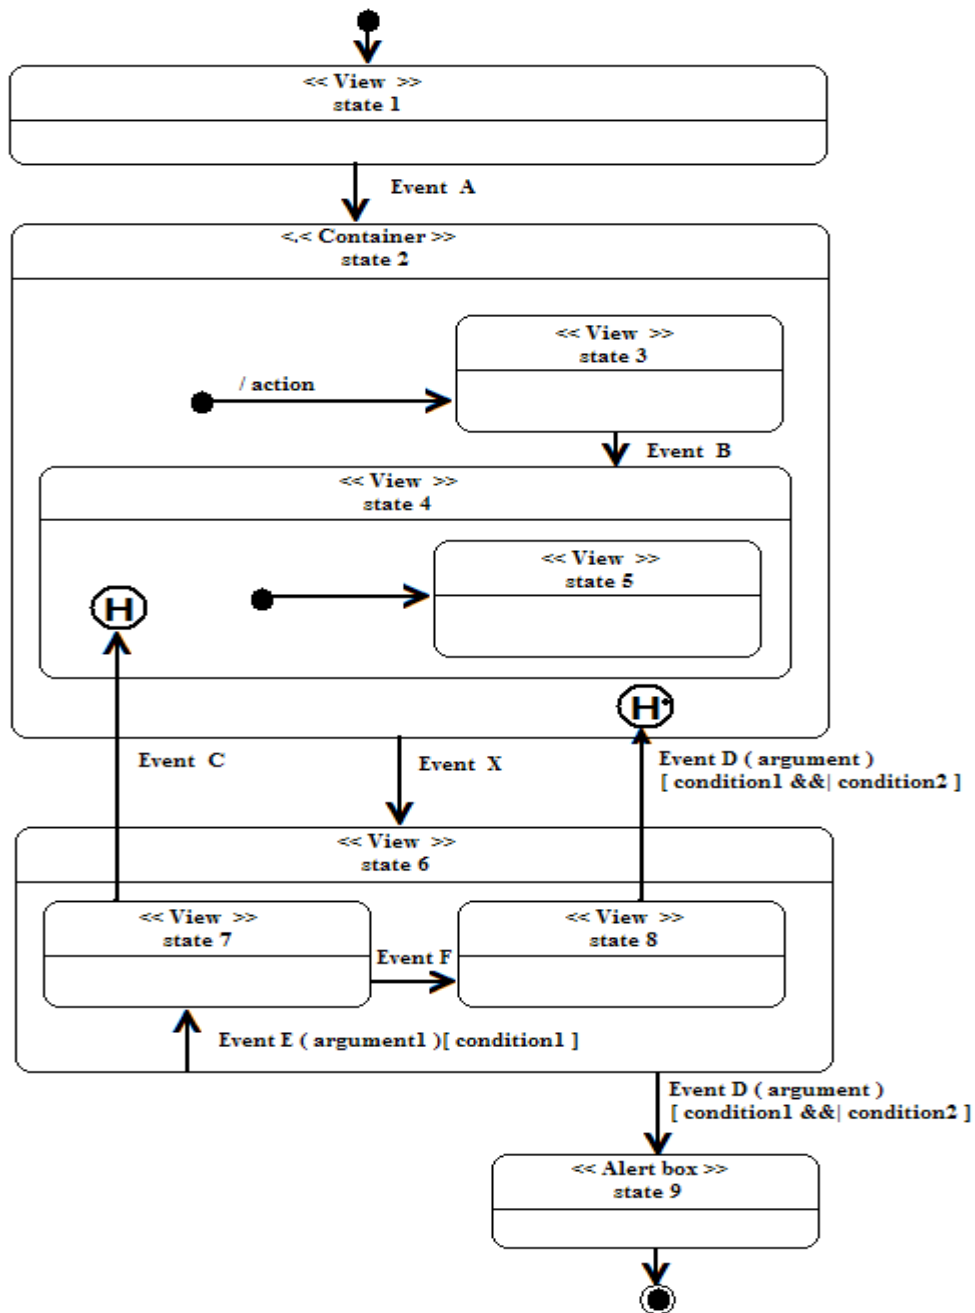 << View >>
state 1
Event A
<.< Container >>
state 2
<< View >>
state 3
/ action
Event B
<< View >>
state 4
<< View >>
state 5
H
H*
Event C
Event X
Event D ( argument )
[ condition1 &&| condition2 ]
<< View >>
state 6
<< View >>
state 7
<< View >>
state 8
Event F
Event E ( argument1 )[ condition1 ]
Event D ( argument )
[ condition1 &&| condition2 ]
<< Alert box >>
state 9